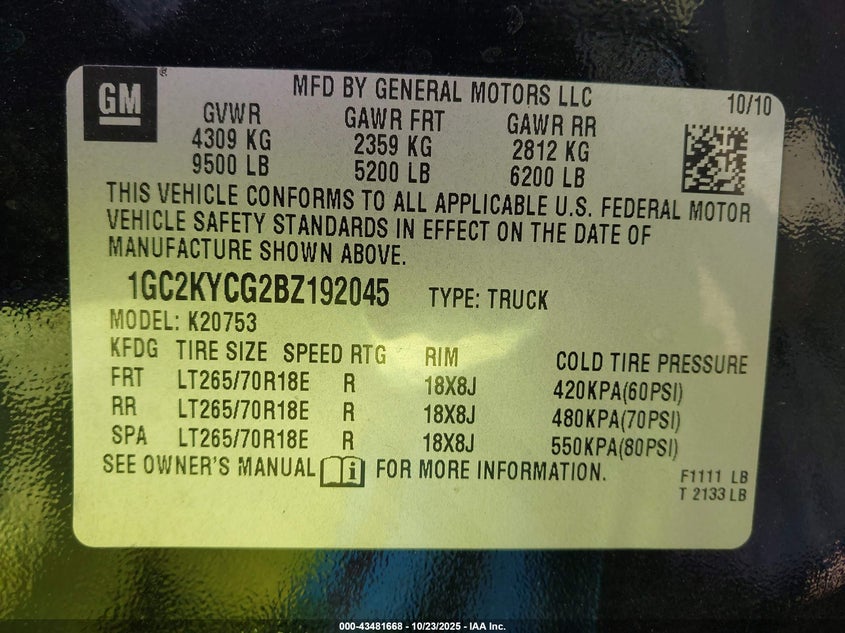 GM
MFD BY GENERAL MOTORS LLC
10/10
GVWR GAWR FRT GAWR RR
4309 KG 2359 KG 2812 KG
9500 LB 5200 LB 6200 LB
THIS VEHICLE CONFORMS TO ALL APPLICABLE U.S. FEDERAL MOTOR
VEHICLE SAFETY STANDARDS IN EFFECT ON THE DATE OF
MANUFACTURE SHOWN ABOVE.
1GC2KYCG2BZ192045 TYPE: TRUCK
MODEL: K20753
KFDG TIRE SIZE SPEED RTG RIM COLD TIRE PRESSURE
FRT LT265/70R18E R 18X8J 420KPA(60PSI)
RR LT265/70R18E R 18X8J 480KPA(70PSI)
SPA LT265/70R18E R 18X8J 550KPA(80PSI)
SEE OWNER'S MANUAL i FOR MORE INFORMATION.
F1111 LB
T 2133 LB
000-43481668 - 10/23/2025 - IAA Inc.